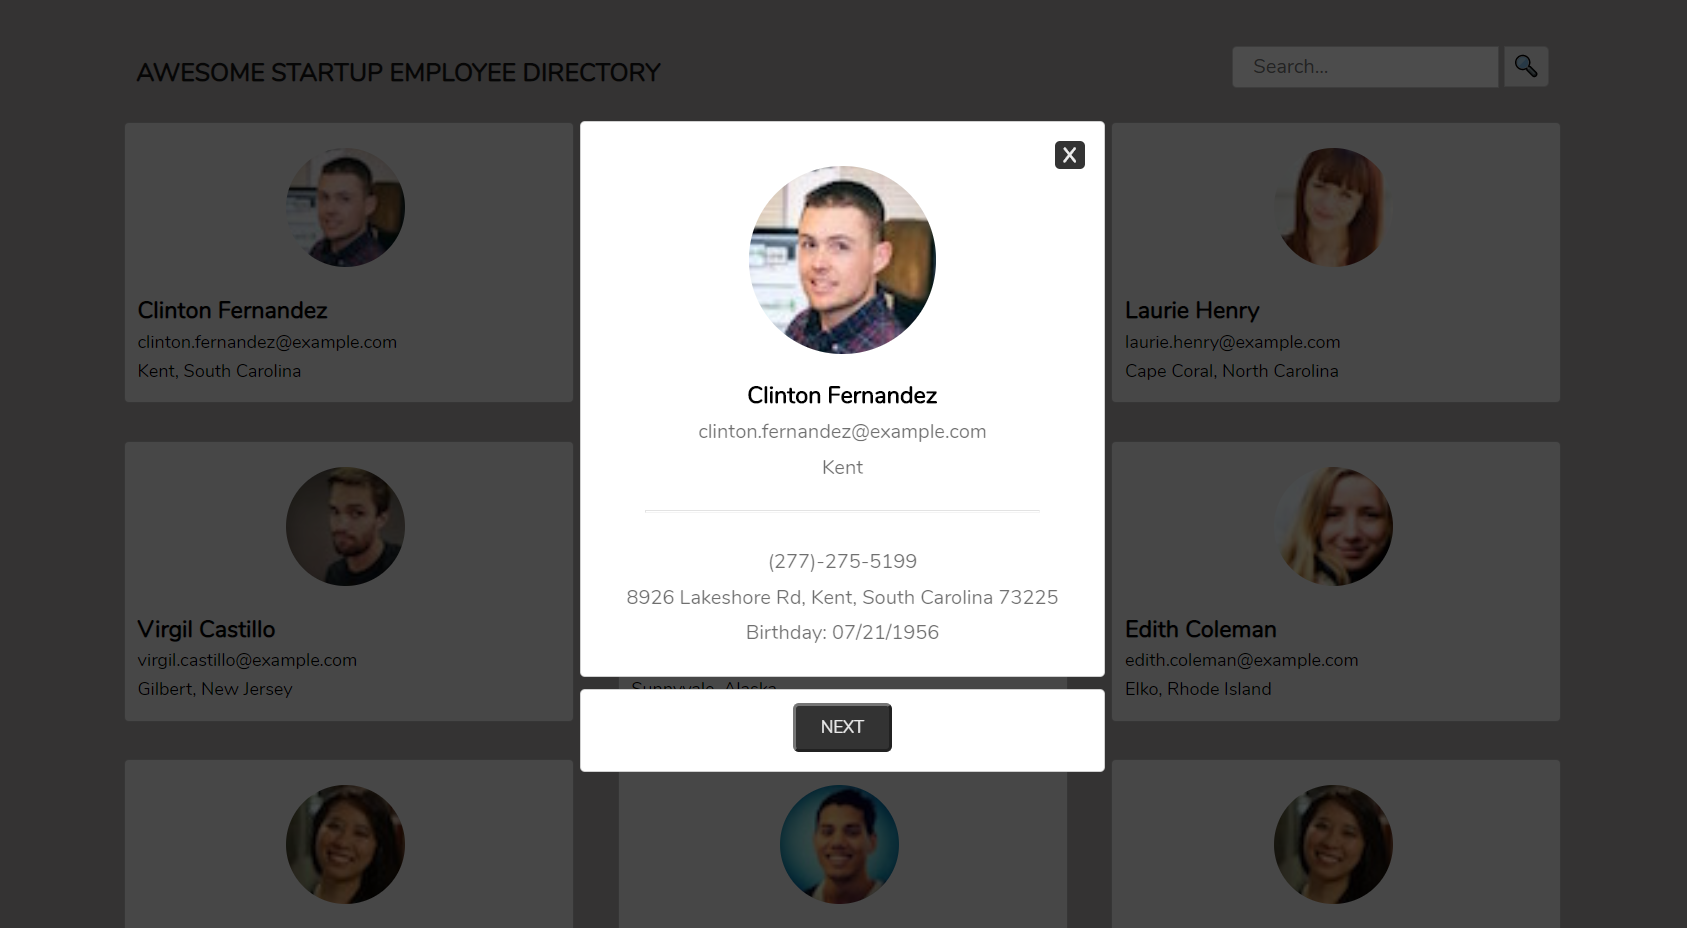 AWESOME STARTUP EMPLOYEE DIRECTORY
Search...
X
Clinton Fernandez
clinton.fernandez@example.com
Kent, South Carolina
Clinton Fernandez
clinton.fernandez@example.com
Kent
(277)-275-5199
8926 Lakeshore Rd, Kent, South Carolina 73225
Birthday: 07/21/1956
Laurie Henry
laurie.henry@example.com
Cape Coral, North Carolina
Virgil Castillo
virgil.castillo@example.com
Gilbert, New Jersey
Sunnyvale, Alaska
Edith Coleman
edith.coleman@example.com
Elko, Rhode Island
NEXT